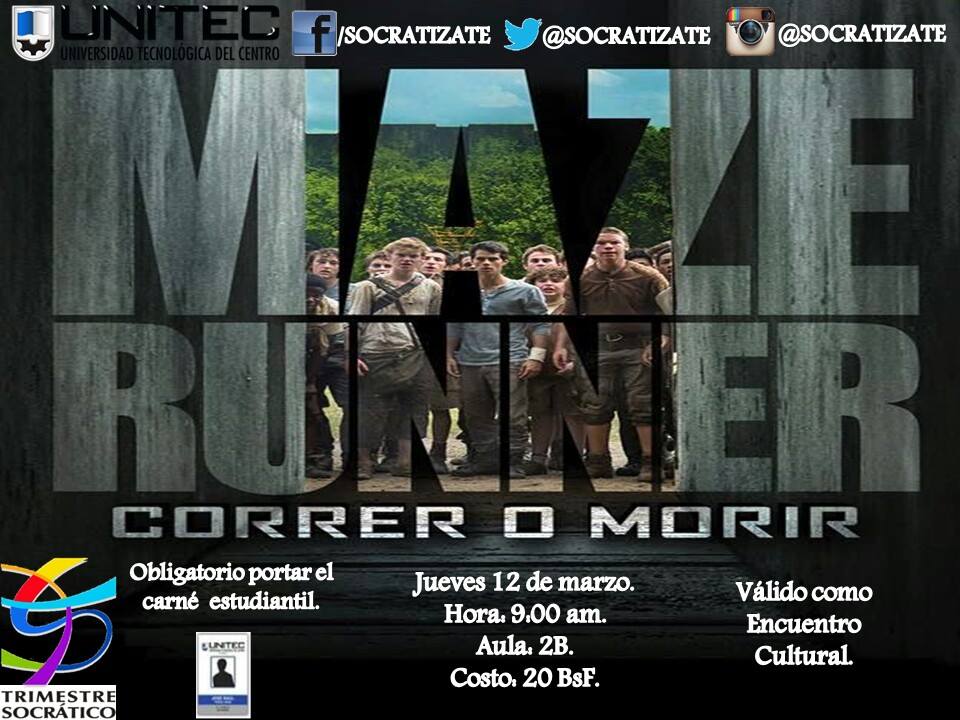 UNITEC
UNIVERSIDAD TECNOLÓGICA DEL CENTRO
/SOCRATIZATE
@SOCRATIZATE
@SOCRATIZATE
MAZE
RUNNER
CORRER O MORIR
Obligatorio portar el
carné estudiantil.
UNITEC
Jueves 12 de marzo.
Hora: 9:00 am.
Aula: 2B.
Costo: 20 BsF.
Válido como
Encuentro
Cultural.
TRIMESTRE
SOCRÁTICO